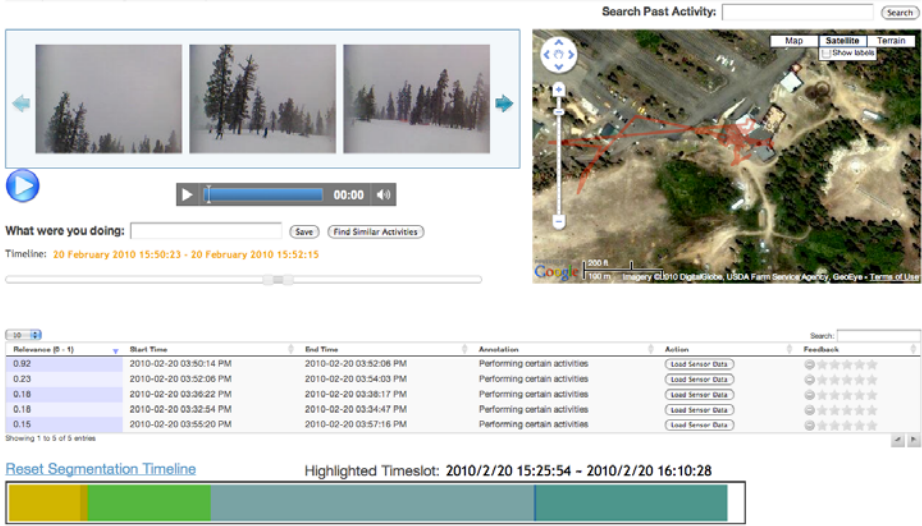 Search Past Activity: Search
Map Satellite Terrain
Show labels
00:00
What were you doing: Save Find Similar Activities
Timeline: 20 February 2010 15:50:23 - 20 February 2010 15:52:15
200 ft
100 m
Google Imagery ©2010 DigitalGlobe, USDA Farm Service Agency, GeoEye - Terms of Use
10 Search:
Relevance (0 - 1) Start Time End Time Annotation Action Feedback
0.92 2010-02-20 03:50:14 PM 2010-02-20 03:52:06 PM Performing certain activities Load Sensor Data
0.23 2010-02-20 03:52:06 PM 2010-02-20 03:54:03 PM Performing certain activities Load Sensor Data
0.18 2010-02-20 03:36:22 PM 2010-02-20 03:38:17 PM Performing certain activities Load Sensor Data
0.18 2010-02-20 03:32:54 PM 2010-02-20 03:34:47 PM Performing certain activities Load Sensor Data
0.15 2010-02-20 03:55:20 PM 2010-02-20 03:57:16 PM Performing certain activities Load Sensor Data
Showing 1 to 5 of 5 entries
Reset Segmentation Timeline Highlighted Timeslot: 2010/2/20 15:25:54 ~ 2010/2/20 16:10:28